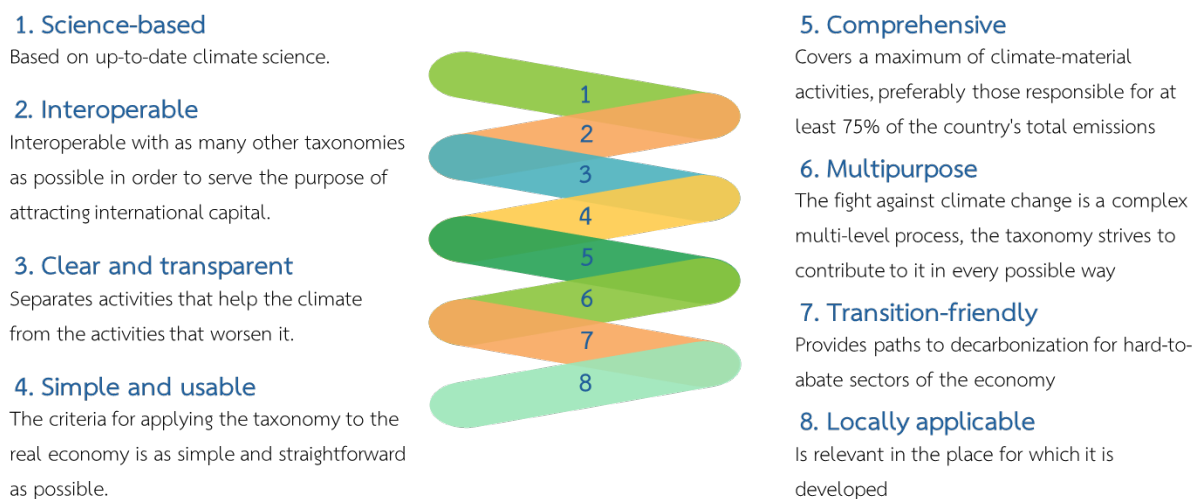 1. Science-based
Based on up-to-date climate science.
2. Interoperable
Interoperable with as many other taxonomies
as possible in order to serve the purpose of
attracting international capital.
3. Clear and transparent
Separates activities that help the climate
from the activities that worsen it.
4. Simple and usable
The criteria for applying the taxonomy to the
real economy is as simple and straightforward
as possible.
1
2
3
4
5
6
7
8
5. Comprehensive
Covers a maximum of climate-material
activities, preferably those responsible for at
least 75% of the country's total emissions
6. Multipurpose
The fight against climate change is a complex
multi-level process, the taxonomy strives to
contribute to it in every possible way
7. Transition-friendly
Provides paths to decarbonization for hard-to-
abate sectors of the economy
8. Locally applicable
Is relevant in the place for which it is
developed